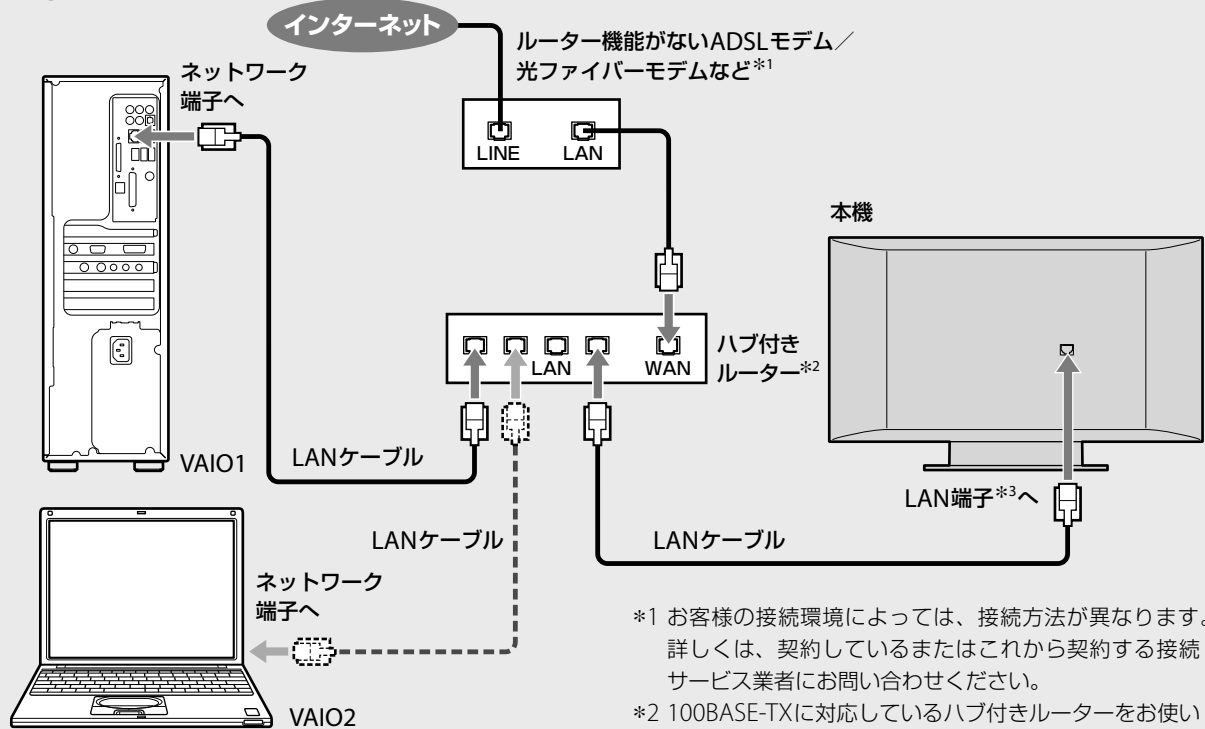 インターネット
ルーター機能がないADSLモデム／
光ファイバーモデムなど*1
ネットワーク
端子へ
LINE
LAN
本機
LAN
WAN
ハブ付き
ルーター*2
VAIO1
LANケーブル
LAN端子*3へ
LANケーブル
LANケーブル
ネットワーク
端子へ
VAIO2
*1 お客様の接続環境によっては、接続方法が異なります。
詳しくは、契約しているまたはこれから契約する接続
サービス業者にお問い合わせください。
*2 100BASE-TXに対応しているハブ付きルーターをお使い